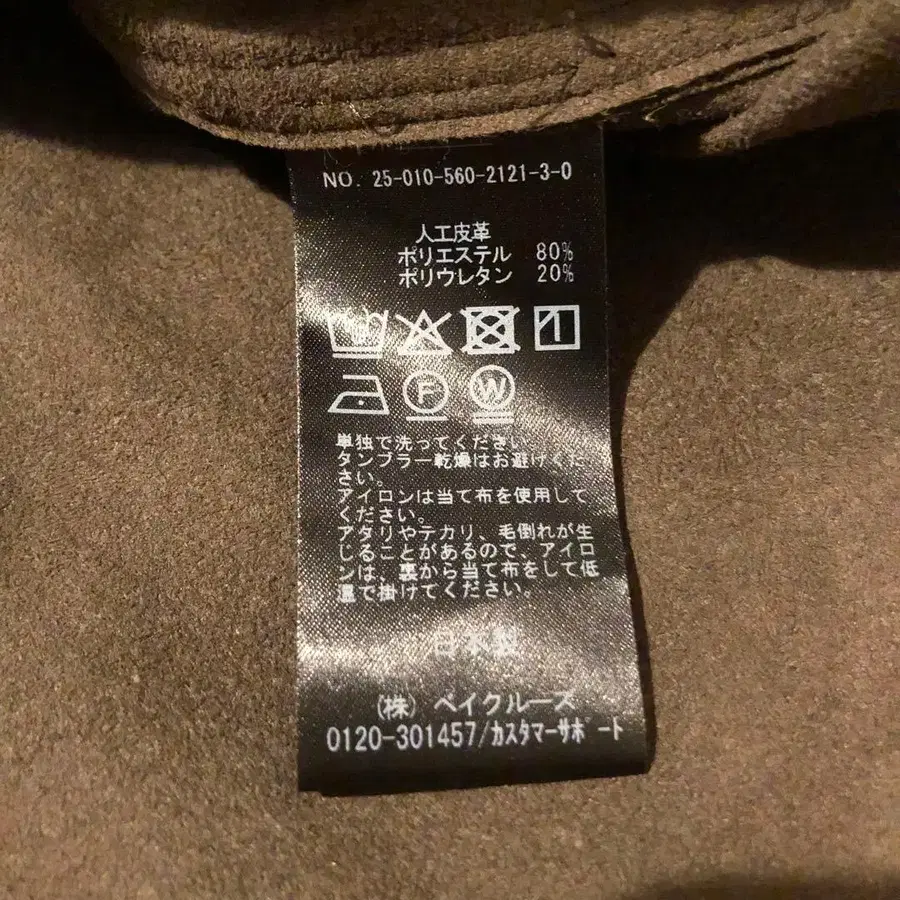 NO. 25-010-560-2121-3-0
人工皮革
ポリエステル 80%
ポリウレタン 20%
F
W
単独で洗ってください。
タンブラー乾燥はお避けくだ
さい。
アイロンは当て布を使用して
ください。
アタリやテカリ、毛倒れが生
じることがあるので、アイロ
ンは、裏から当て布をして低
温で掛けてください。
日本製
(株) ベイクルーズ
0120-301457/カスタマーサポート